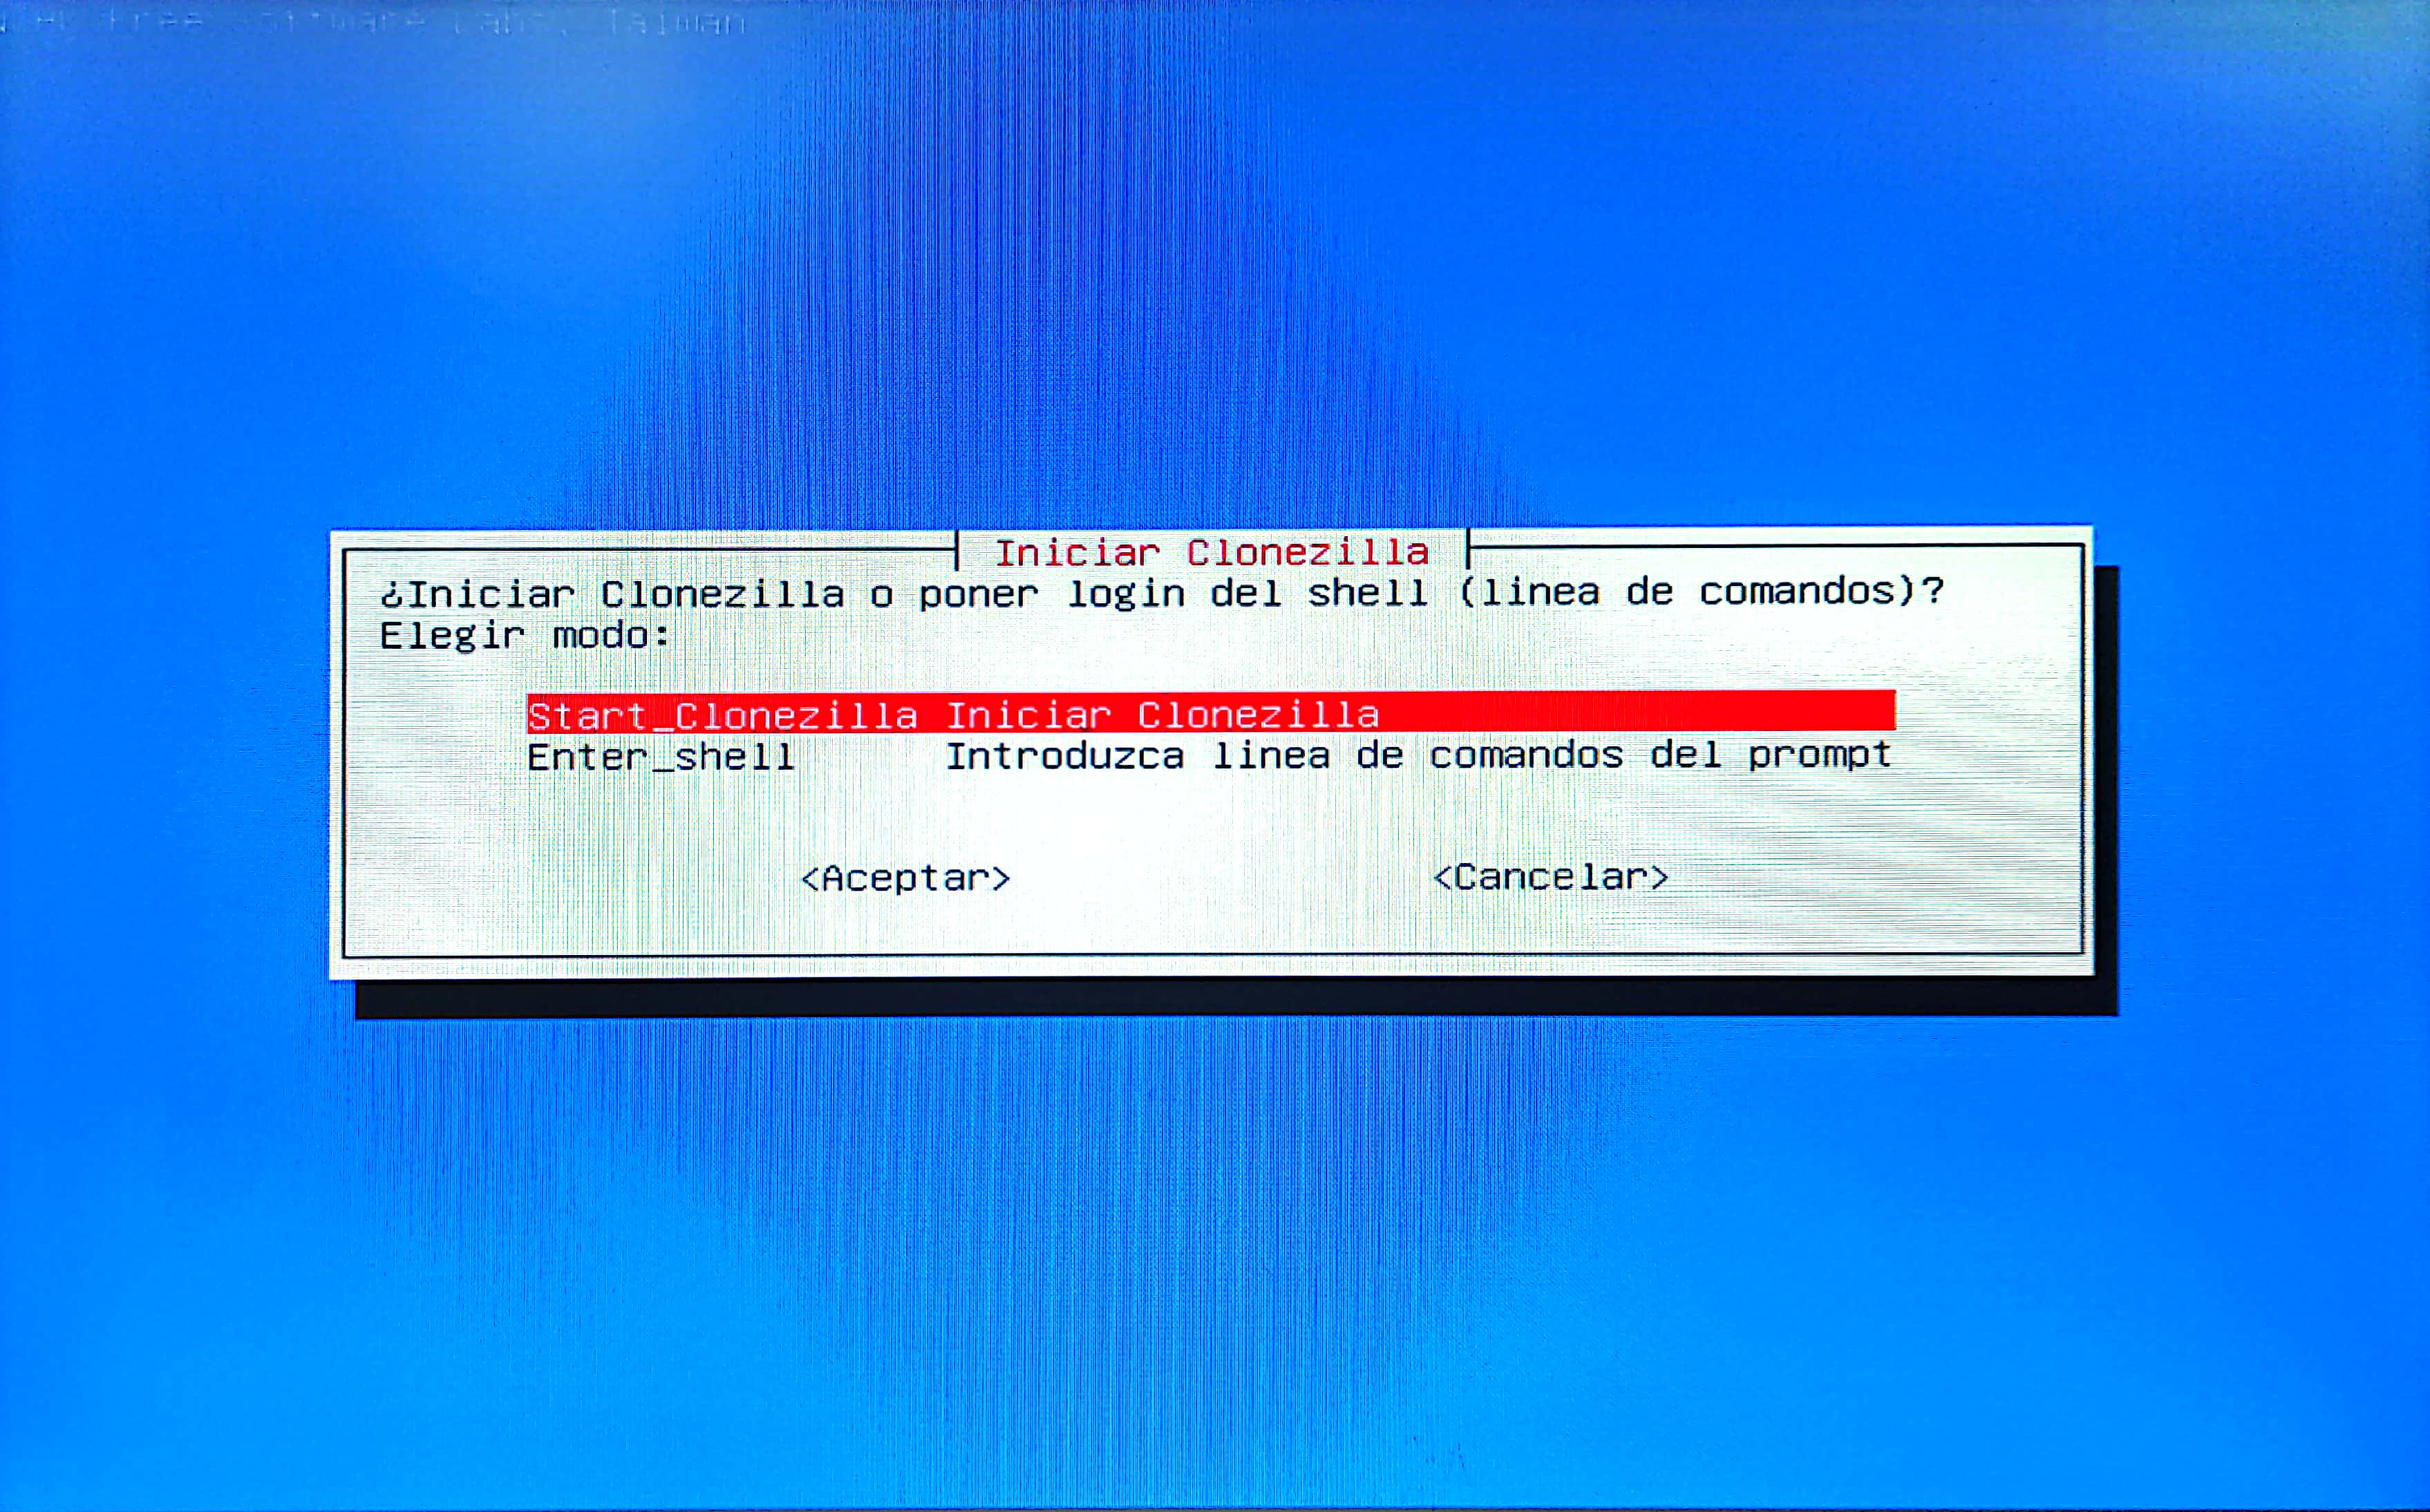 Free Software Labs, Taiwan
Iniciar Clonezilla
¿Iniciar Clonezilla o poner login del shell (linea de comandos)?
Elegir modo:
Start_Clonezilla Iniciar Clonezilla
Enter_shell Introduzca linea de comandos del prompt
<Aceptar> <Cancelar>